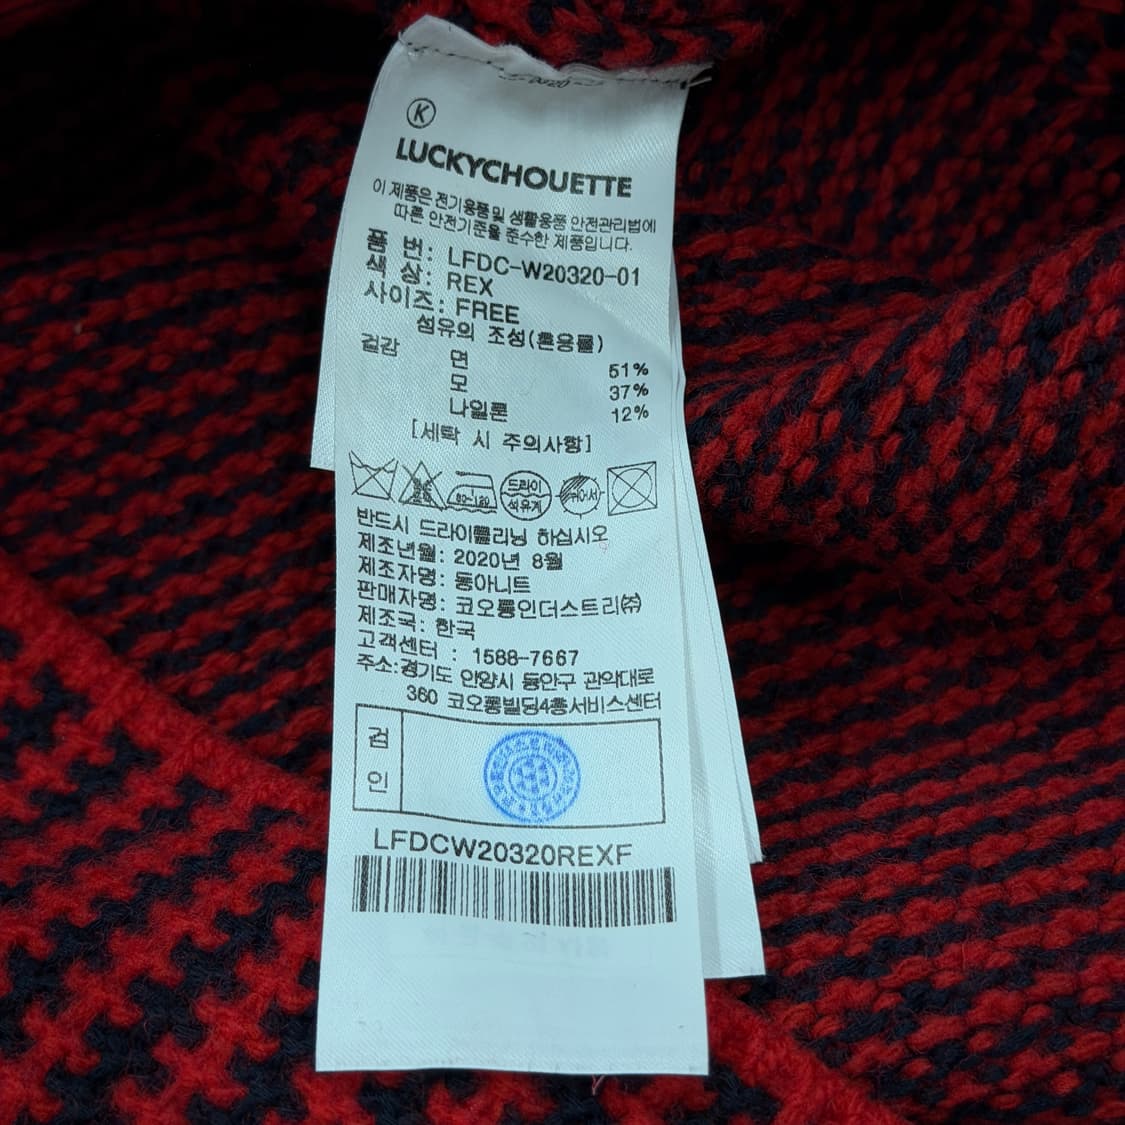 K
LUCKYCHOUETTE
이 제품은 전기용품 및 생활용품 안전관리법에
따른 안전기준을 준수한 제품입니다.
품 번: LFDC-W20320-01
색 상: REX
사이즈: FREE
섬유의 조성(혼용률)
겉감 면 51%
모 37%
나일론 12%
[세탁 시 주의사항]
80~120 드라이 석유계
반드시 드라이클리닝 하십시오
제조년월: 2020년 8월
제조자명: 동아니트
판매자명: 코오롱인더스트리㈜
제조국: 한국
고객센터 : 1588-7667
주소:경기도 안양시 동안구 관악대로
360 코오롱빌딩4층서비스센터
검
인
LFDCW20320REXF